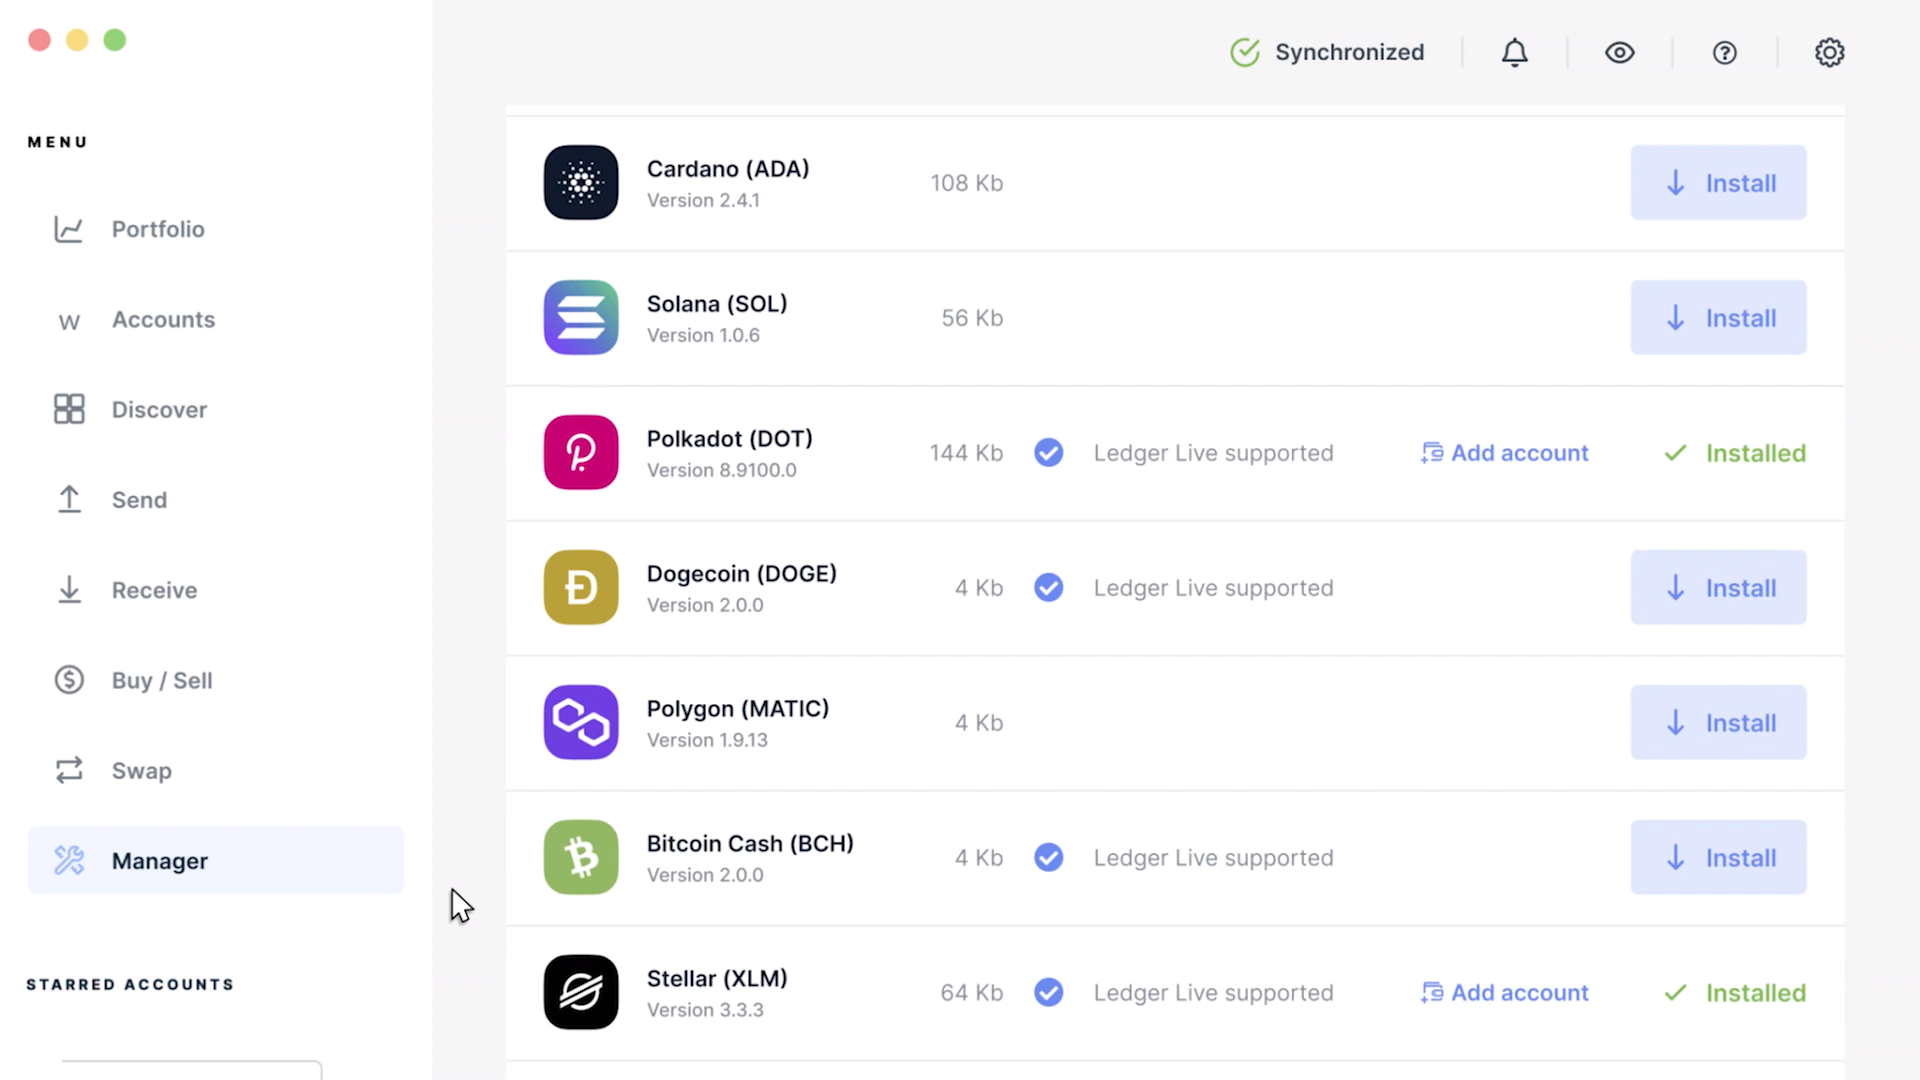 Synchronized
MENU
Portfolio
Accounts
Discover
Send
Receive
Buy / Sell
Swap
Manager
STARRED ACCOUNTS
Cardano (ADA)
Version 2.4.1
108 Kb
Install
Solana (SOL)
Version 1.0.6
56 Kb
Install
Polkadot (DOT)
Version 8.9100.0
144 Kb
Ledger Live supported
Add account
Installed
Dogecoin (DOGE)
Version 2.0.0
4 Kb
Ledger Live supported
Install
Polygon (MATIC)
Version 1.9.13
4 Kb
Install
Bitcoin Cash (BCH)
Version 2.0.0
4 Kb
Ledger Live supported
Install
Stellar (XLM)
Version 3.3.3
64 Kb
Ledger Live supported
Add account
Installed